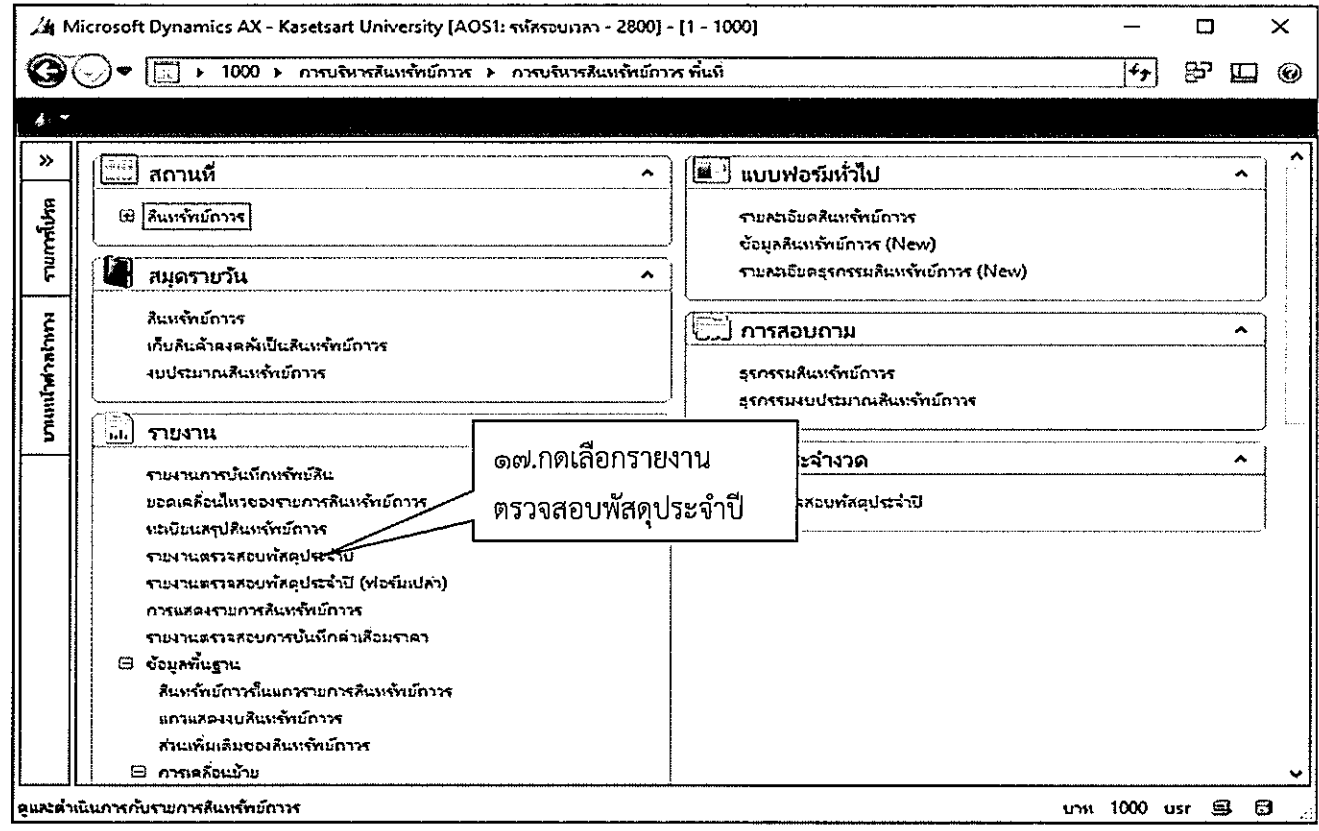 Microsoft Dynamics AX - Kasetsart University [AOS1: รหัสรอบเวลา - 2800] - [1 - 1000]
1000 การบริหารสินทรัพย์ถาวร การบริหารสินทรัพย์ถาวร พื้นที่
รายการโปรด
บานหน้าต่างนำทาง
สถานที่
สินทรัพย์ถาวร
สมุดรายวัน
สินทรัพย์ถาวร
เก็บสินค้าคงคลังเป็นสินทรัพย์ถาวร
งบประมาณสินทรัพย์ถาวร
รายงาน
รายงานการบันทึกทรัพย์สิน
ยอดเคลื่อนไหวของรายการสินทรัพย์ถาวร
ทะเบียนสรุปสินทรัพย์ถาวร
รายงานตรวจสอบพัสดุประจำปี
รายงานตรวจสอบพัสดุประจำปี (ฟอร์มเปล่า)
การแสดงรายการสินทรัพย์ถาวร
รายงานตรวจสอบการบันทึกค่าเสื่อมราคา
ข้อมูลพื้นฐาน
สินทรัพย์ถาวรในแถวรายการสินทรัพย์ถาวร
แถวแสดงงบสินทรัพย์ถาวร
ส่วนเพิ่มเติมของสินทรัพย์ถาวร
การเคลื่อนย้าย
แบบฟอร์มทั่วไป
รายละเอียดสินทรัพย์ถาวร
ข้อมูลสินทรัพย์ถาวร (New)
รายละเอียดธุรกรรมสินทรัพย์ถาวร (New)
การสอบถาม
ธุรกรรมสินทรัพย์ถาวร
ธุรกรรมงบประมาณสินทรัพย์ถาวร
ะจำงวด
สอบพัสดุประจำปี
๑๗.กดเลือกรายงาน
ตรวจสอบพัสดุประจำปี
ดูและดำเนินการกับรายการสินทรัพย์ถาวร
บาท 1000 usr